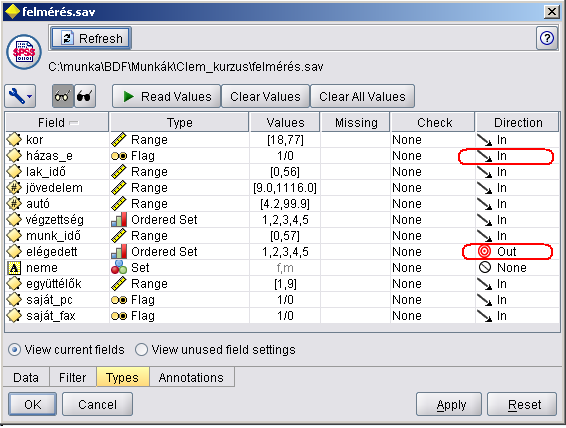 felmérés.sav
SPSS
Refresh
?
C:\munka\BDF\Munkák\Clem_kurzus\felmérés.sav
Read Values Clear Values Clear All Values
Field Type Values Missing Check Direction
kor Range [18,77] None In
házas_e Flag 1/0 None In
lak_idő Range [0,56] None In
# jövedelem Range [9.0,1116.0] None In
# autó Range [4.2,99.9] None In
végzettség Ordered Set 1,2,3,4,5 None In
munk_idő Range [0,57] None In
elégedett Ordered Set 1,2,3,4,5 None Out
A neme Set f,m None None
együttélők Range [1,9] None In
saját_pc Flag 1/0 None In
saját_fax Flag 1/0 None In
View current fields View unused field settings
Data Filter Types Annotations
OK Cancel Apply Reset